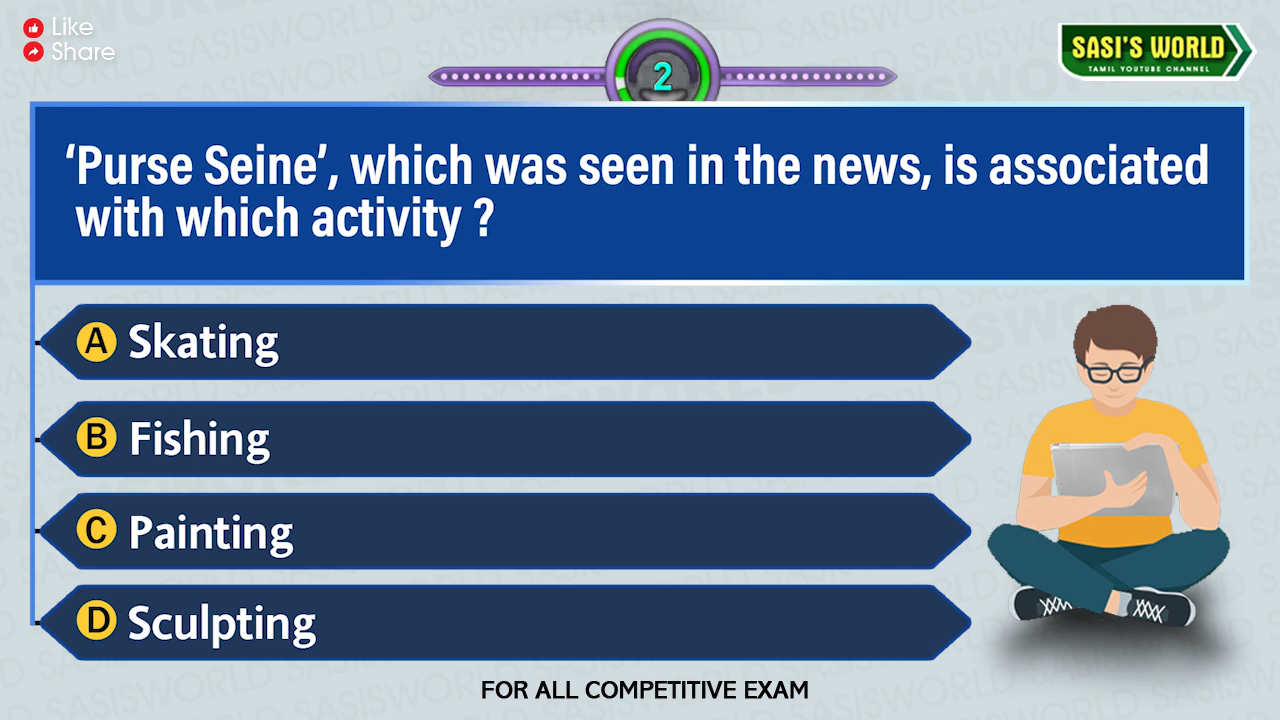 Like
Share
2
SASI'S WORLD
TAMIL YOUTUBE CHANNEL
‘Purse Seine’, which was seen in the news, is associated
with which activity ?
A Skating
B Fishing
C Painting
D Sculpting
FOR ALL COMPETITIVE EXAM